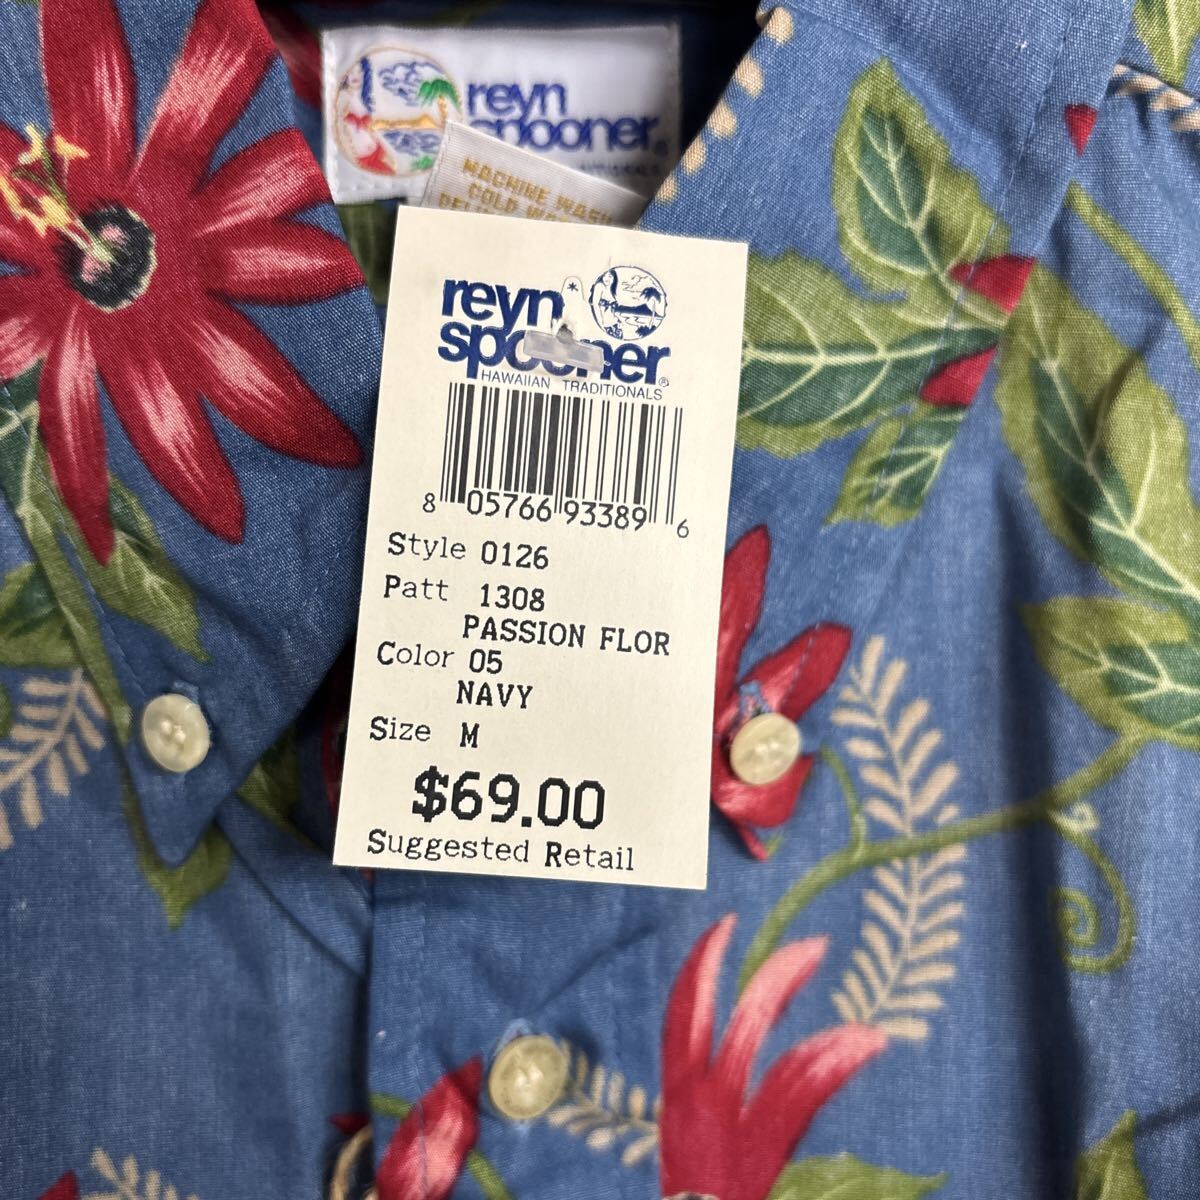 reyn
spooner®
MACHINE WASH
COLD
reyn
spooner®
HAWAIIAN TRADITIONALS
8 05766 93389 6
Style 0126
Patt 1308
PASSION FLOR
Color 05
NAVY
Size M
$69.00
Suggested Retail